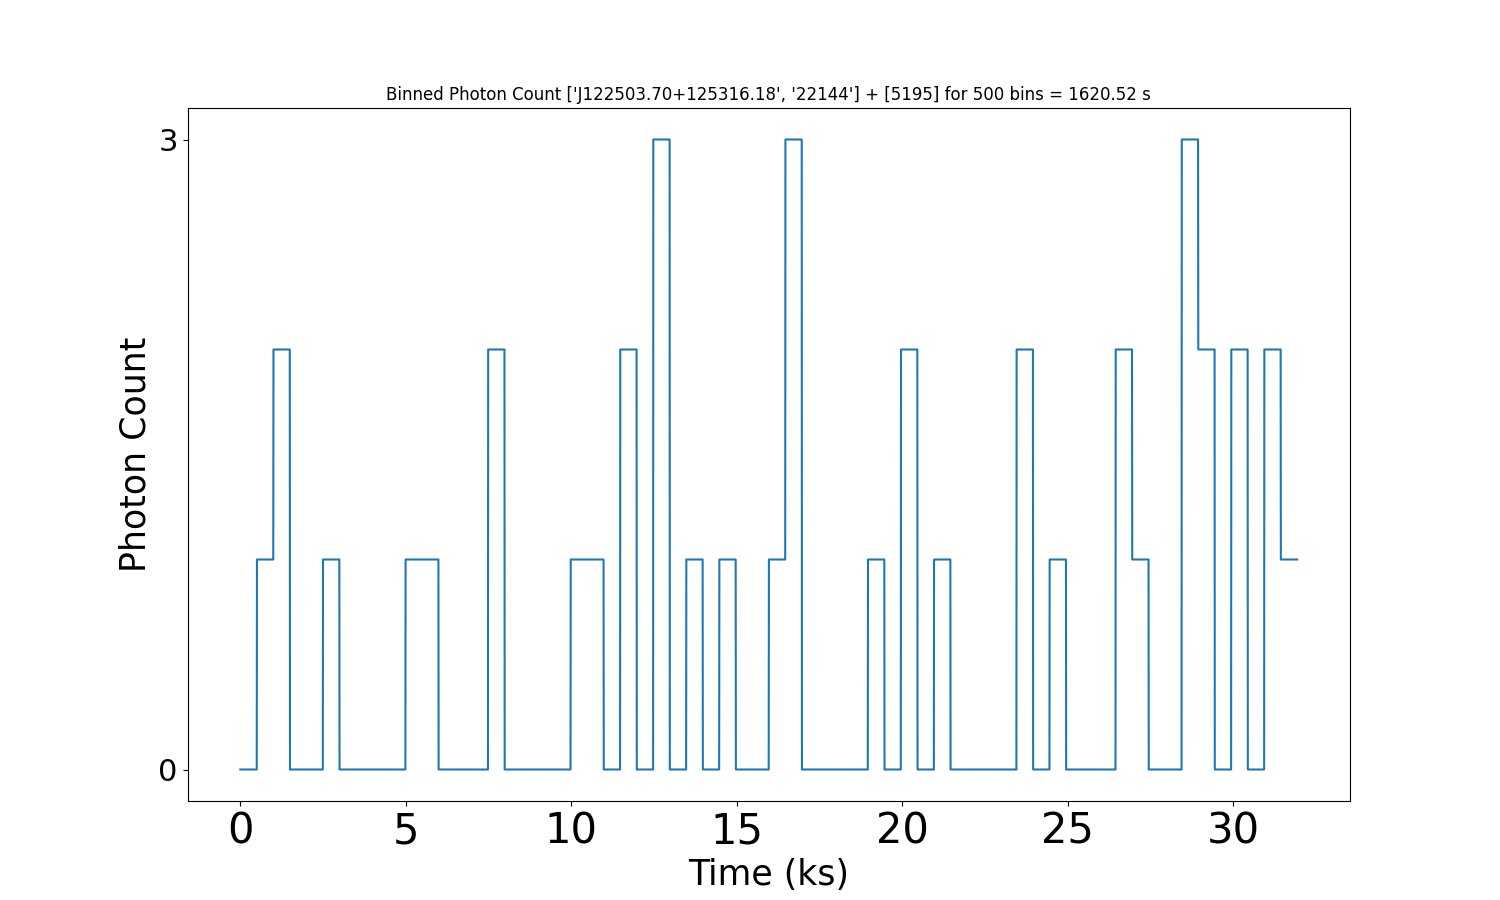 Binned Photon Count ['J122503.70+125316.18', '22144'] + [5195] for 500 bins = 1620.52 s
3
Photon Count
0
0 5 10 15 20 25 30
Time (ks)